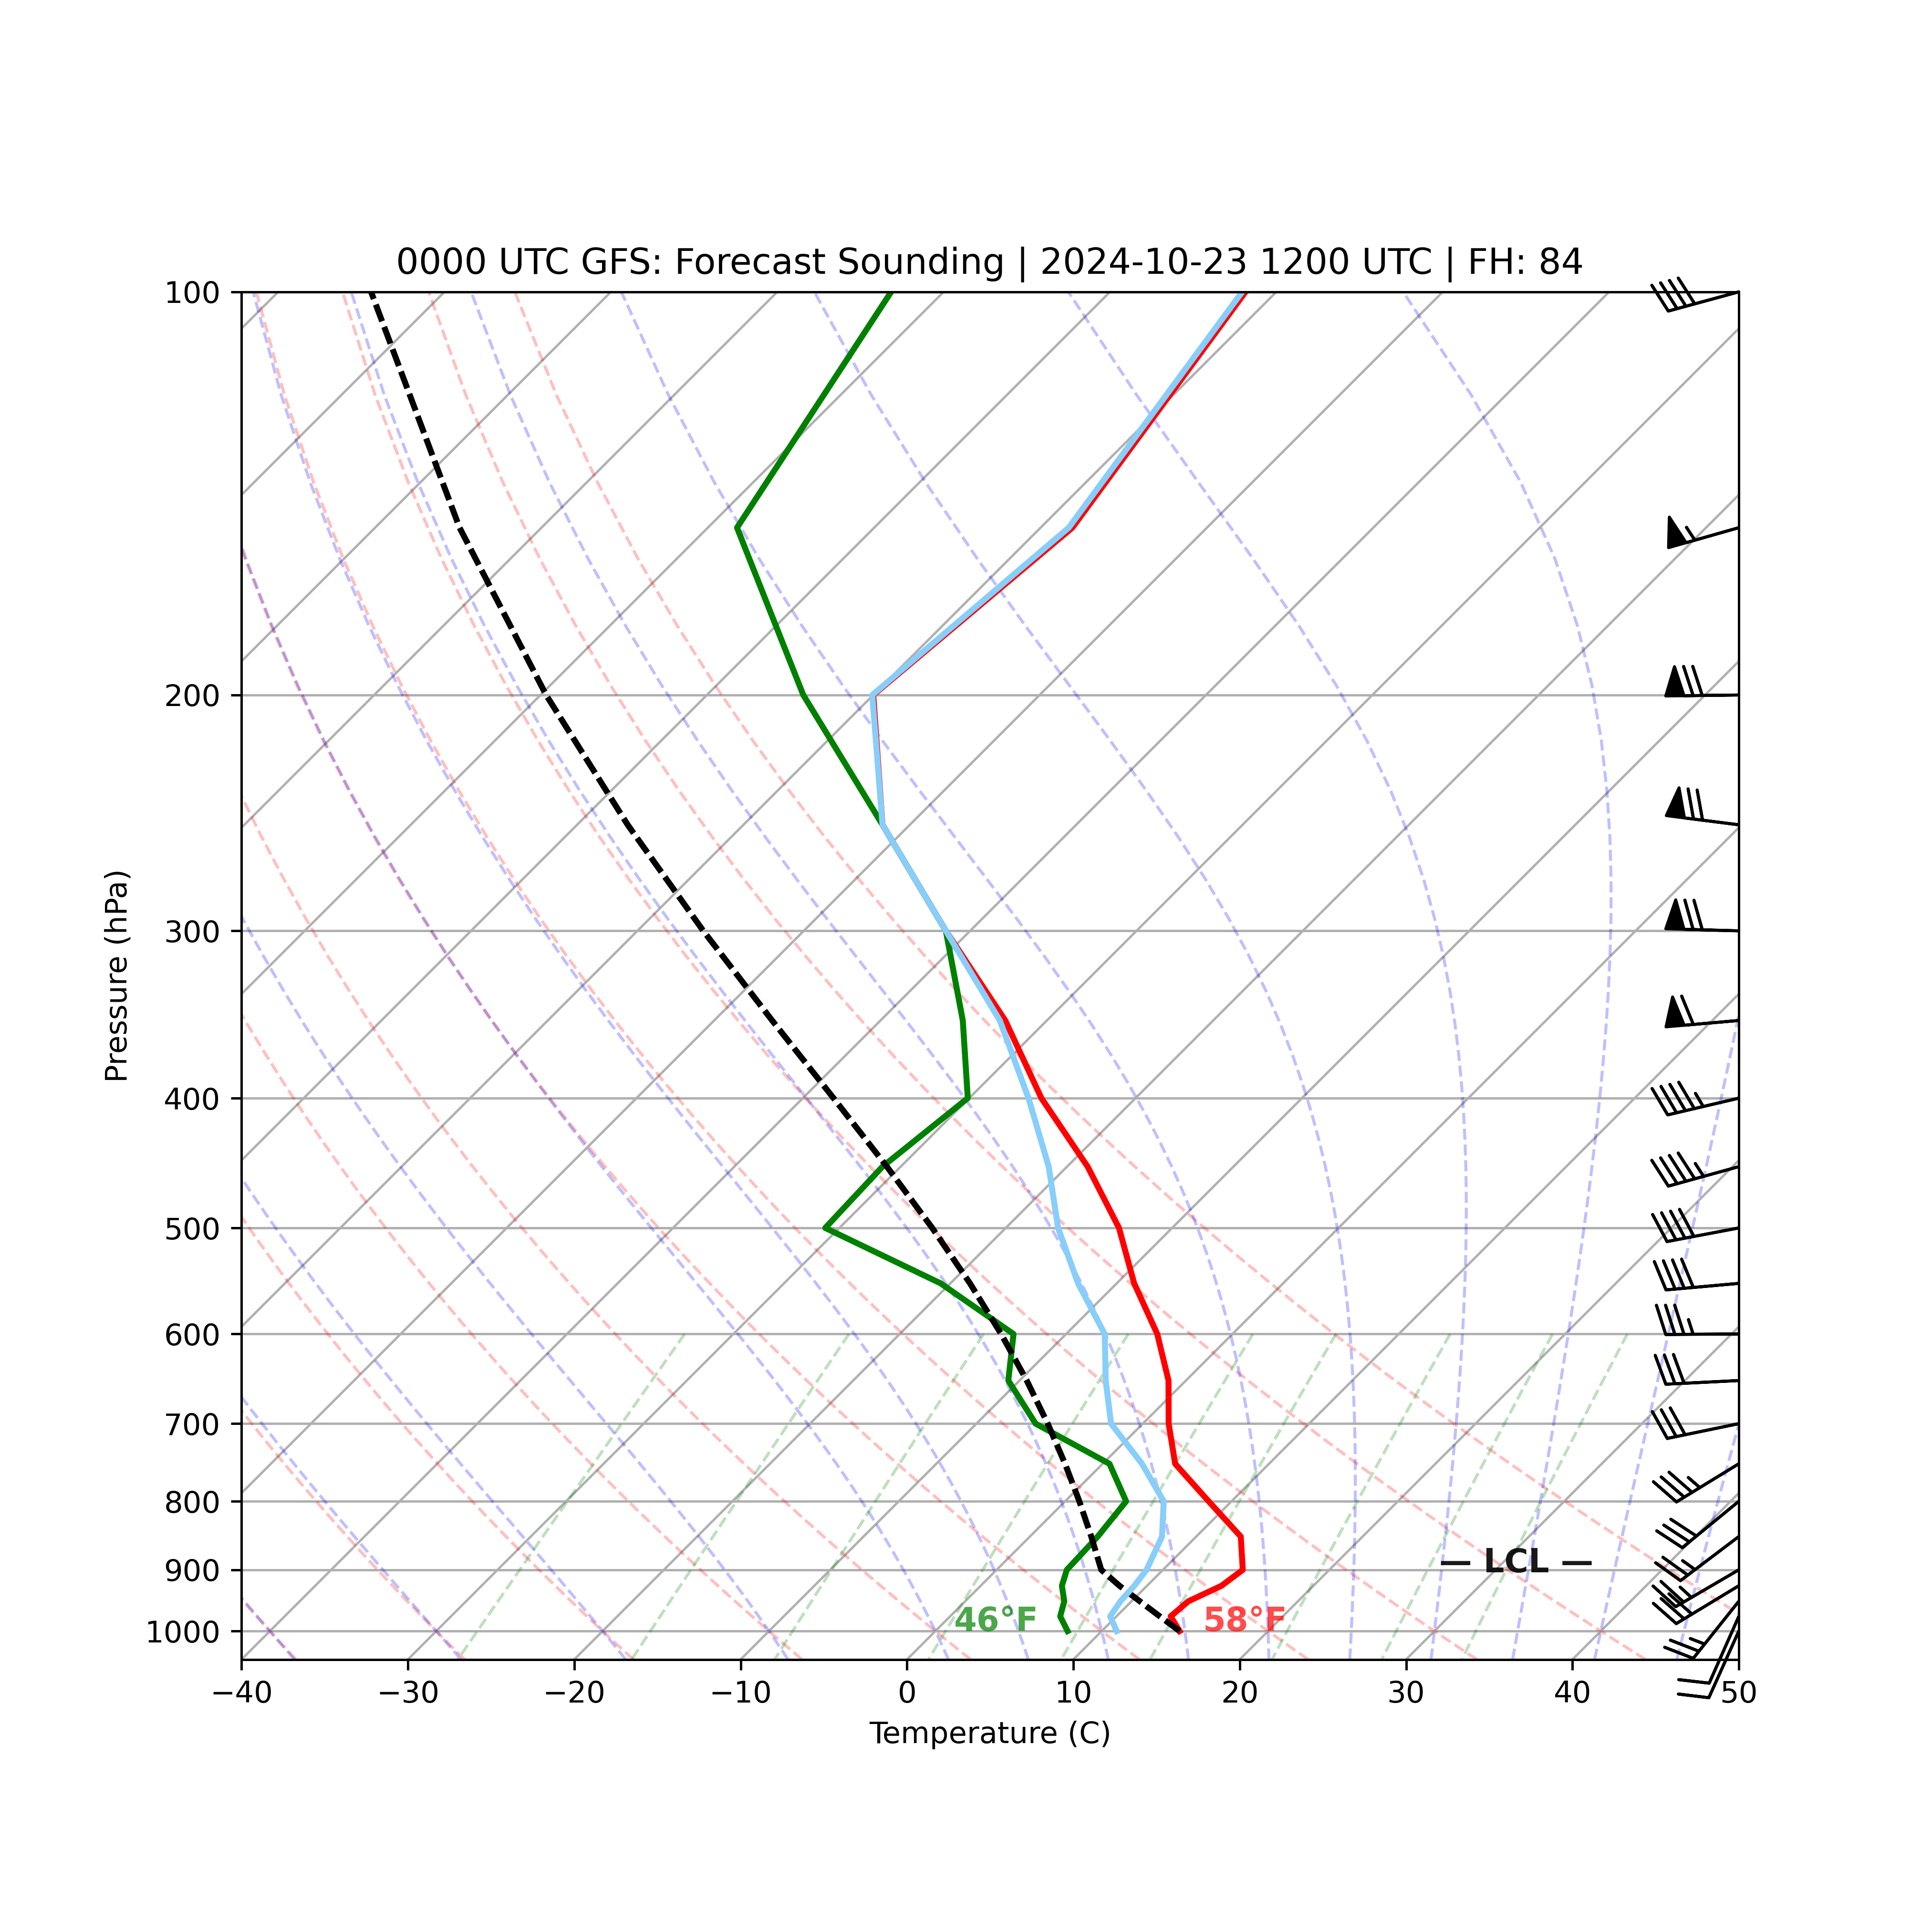 0000 UTC GFS: Forecast Sounding | 2024-10-23 1200 UTC | FH: 84
100
200
300
400
500
600
700
800
900
1000
Pressure (hPa)
— LCL —
46°F
58°F
−40 −30 −20 −10 0 10 20 30 40 50
Temperature (C)